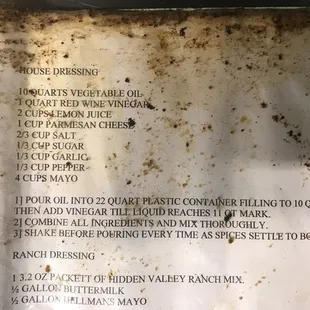 HOUSE DRESSING
10 QUARTS VEGETABLE OIL
1 QUART RED WINE VINEGAR
2 CUPS LEMON JUICE
1 CUP PARMESAN CHEESE
2/3 CUP SALT
1/3 CUP SUGAR
1/3 CUP GARLIC
1/3 CUP PEPPER
4 CUPS MAYO
1] POUR OIL INTO 22 QUART PLASTIC CONTAINER FILLING TO 10 Q
THEN ADD VINEGAR TILL LIQUID REACHES 11 QT MARK.
2] COMBINE ALL INGREDIENTS AND MIX THOROUGHLY.
3] SHAKE BEFORE POURING EVERY TIME AS SPICES SETTLE TO BO
RANCH DRESSING
1 3.2 OZ PACKETT OF HIDDEN VALLEY RANCH MIX.
½ GALLON BUTTERMILK
½ GALLON HELLMANS MAYO